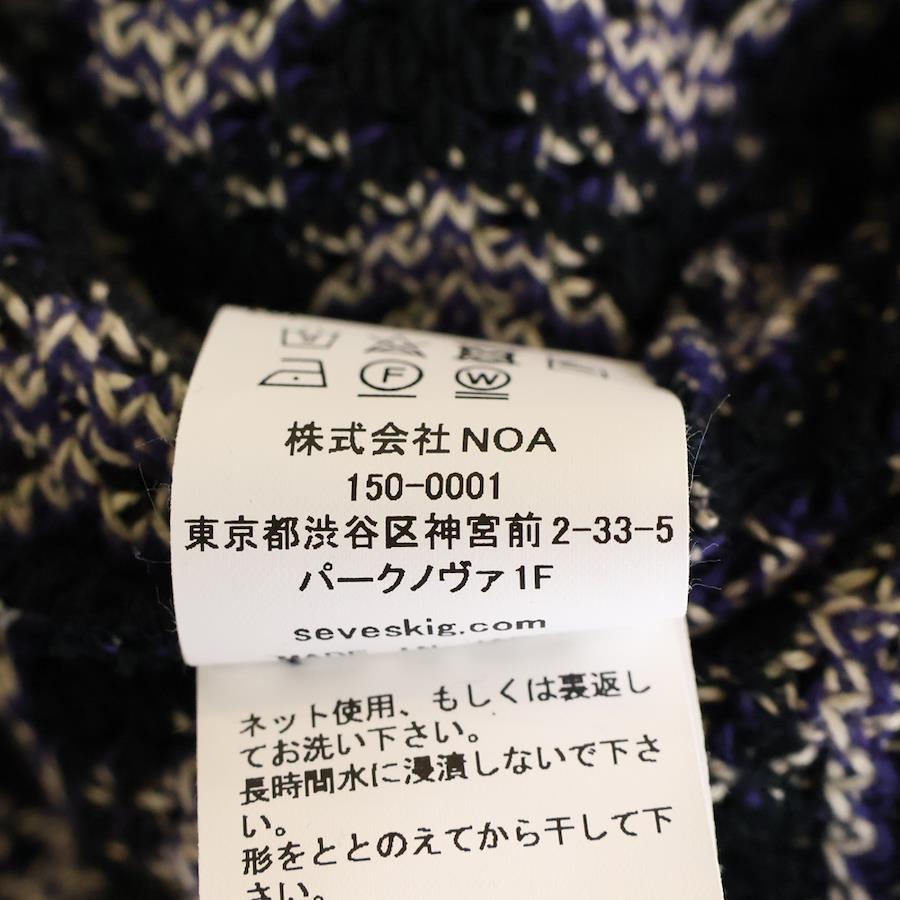 F W
株式会社NOA
150-0001
東京都渋谷区神宮前2-33-5
パークノヴァ1F
seveskig.com
ネット使用、もしくは裏返し
てお洗い下さい。
長時間水に浸漬しないで下さ
い。
形をととのえてから干して下
さい。